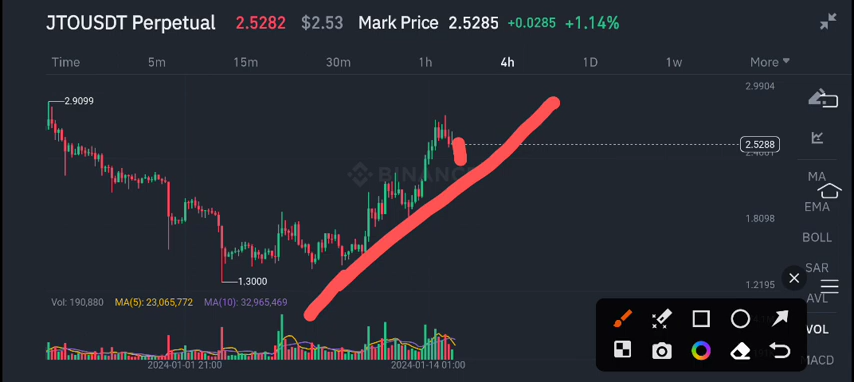 JTOUSDT Perpetual 2.5282 $2.53 Mark Price 2.5285 +0.0285 +1.14%
Time 5m 15m 30m 1h 4h 1D 1w More
2.9904
2.9099
2.5288
BINANCE
MA
EMA
1.8098
BOLL
SAR
1.3000
1.2195
AVL
Vol: 190,880 MA(5): 23,065,772 MA(10): 32,965,469
VOL
MACD
2024-01-01 21:00 2024-01-14 01:00